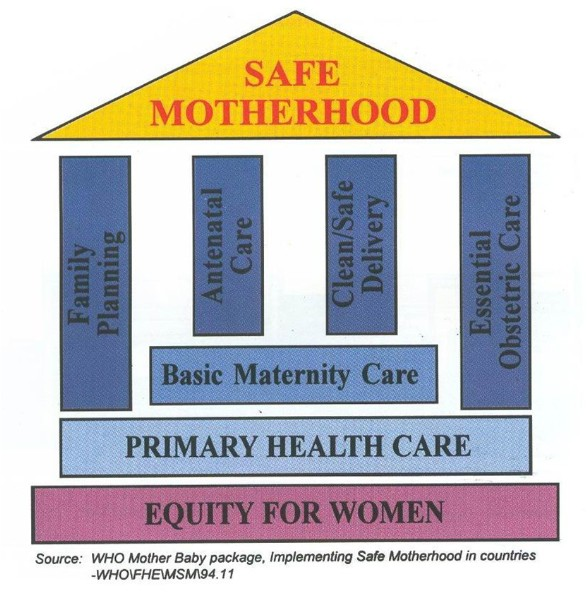 SAFE
MOTHERHOOD
Family
Planning
Antenatal
Care
Clean/Safe
Delivery
Essential
Obstetric Care
Basic Maternity Care
PRIMARY HEALTH CARE
EQUITY FOR WOMEN
Source: WHO Mother Baby package, Implementing Safe Motherhood in countries
-WHO\FHE\MSM\94.11